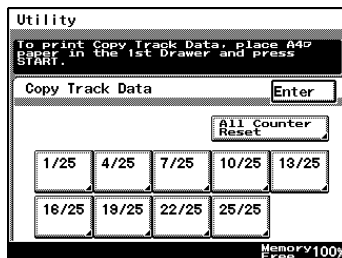 Utility
To print Copy Track Data, place A4
paper in the 1st Drawer and press
START.
Copy Track Data
Enter
All Counter
Reset
1/25 4/25 7/25 10/25 13/25
16/25 19/25 22/25 25/25
Memory 100%
Free